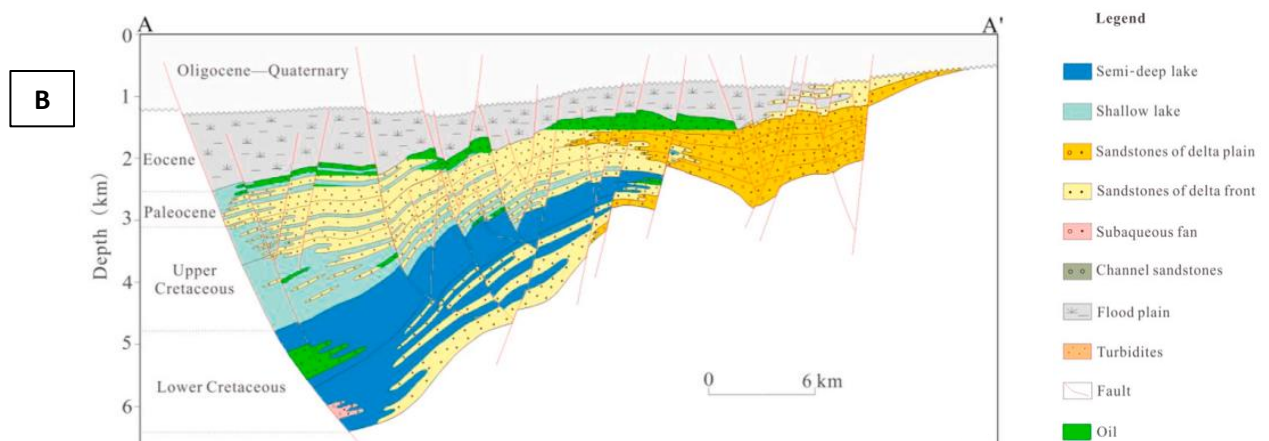 A
A'
B
0
1
2
3
4
5
6
Depth (km)
Oligocene—Quaternary
Eocene
Paleocene
Upper
Cretaceous
Lower Cretaceous
0
6 km
Legend
Semi-deep lake
Shallow lake
Sandstones of delta plain
Sandstones of delta front
Subaqueous fan
Channel sandstones
Flood plain
Turbidites
Fault
Oil